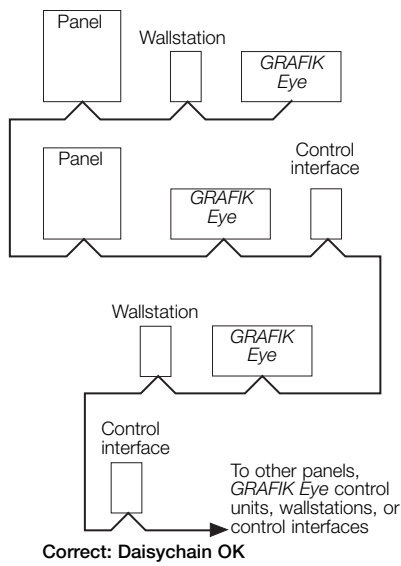 Panel
Wallstation
GRAFIK
Eye
Panel
GRAFIK
Eye
Control
interface
Wallstation
GRAFIK
Eye
Control
interface
To other panels,
GRAFIK Eye control
units, wallstations, or
control interfaces
Correct: Daisychain OK